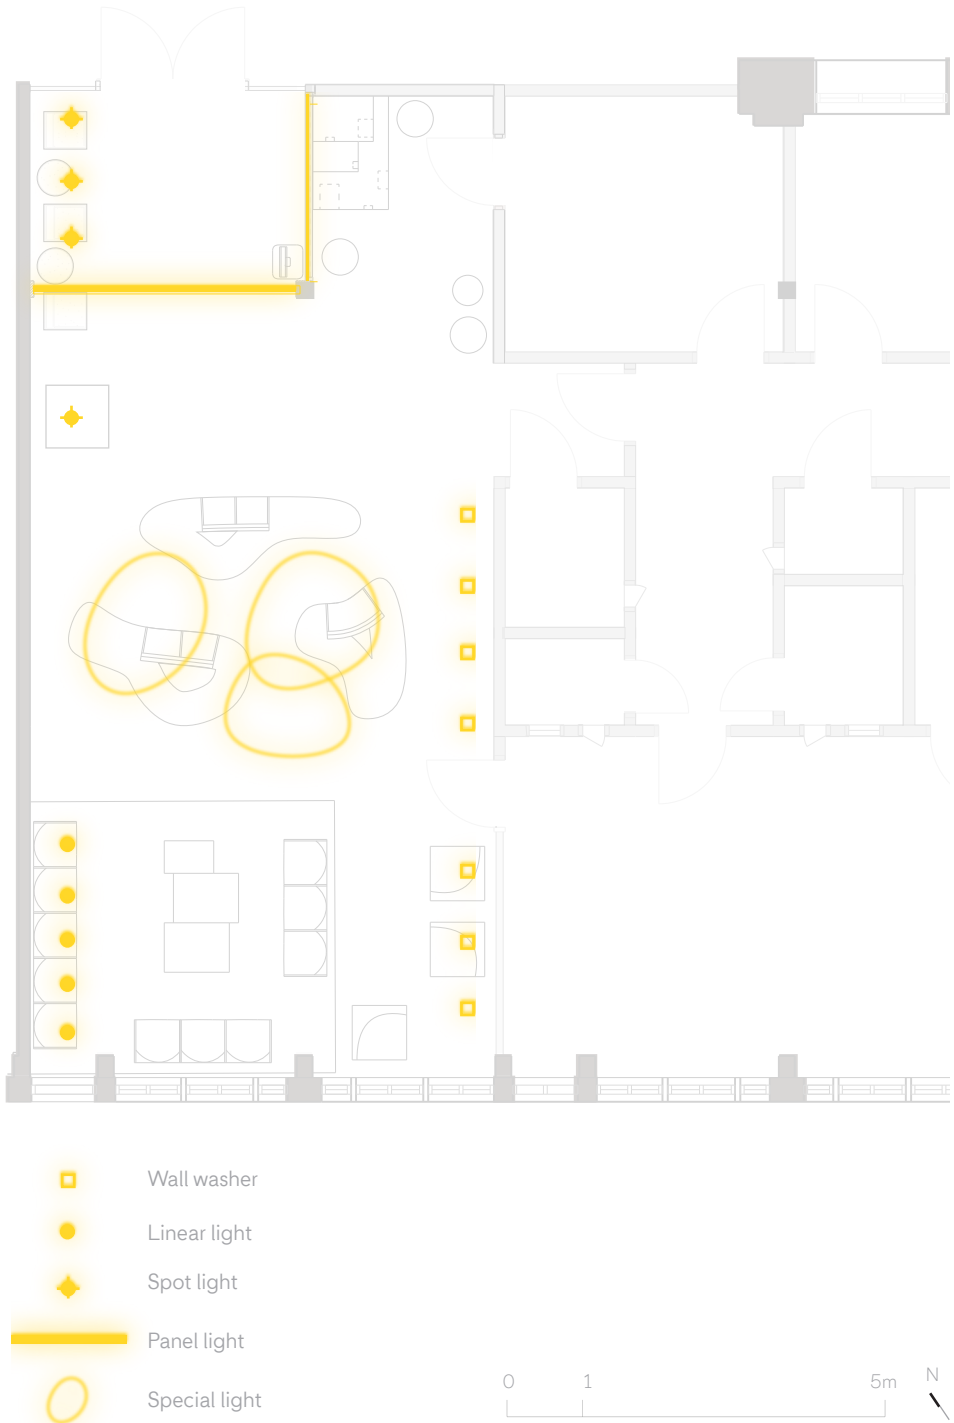 Wall washer
Linear light
Spot light
Panel light
Special light
0 1 5m N